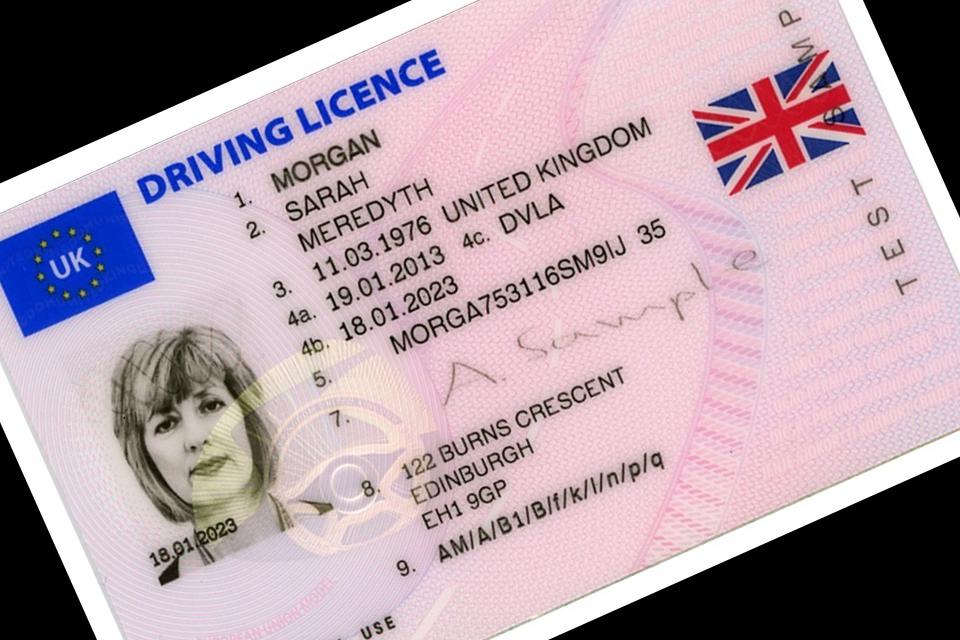 DRIVING LICENCE
UK
1. MORGAN
2. SARAH
MEREDYTH
3. 11.03.1976 UNITED KINGDOM
4a. 19.01.2013 4c. DVLA
4b. 18.01.2023
5. MORGA753116SM9IJ 35
7. A. Sample
8. 122 BURNS CRESCENT
EDINBURGH
EH1 9GP
9. AM/A/B1/B/f/k/l/n/p/q
18.01.2023
TEST
USE